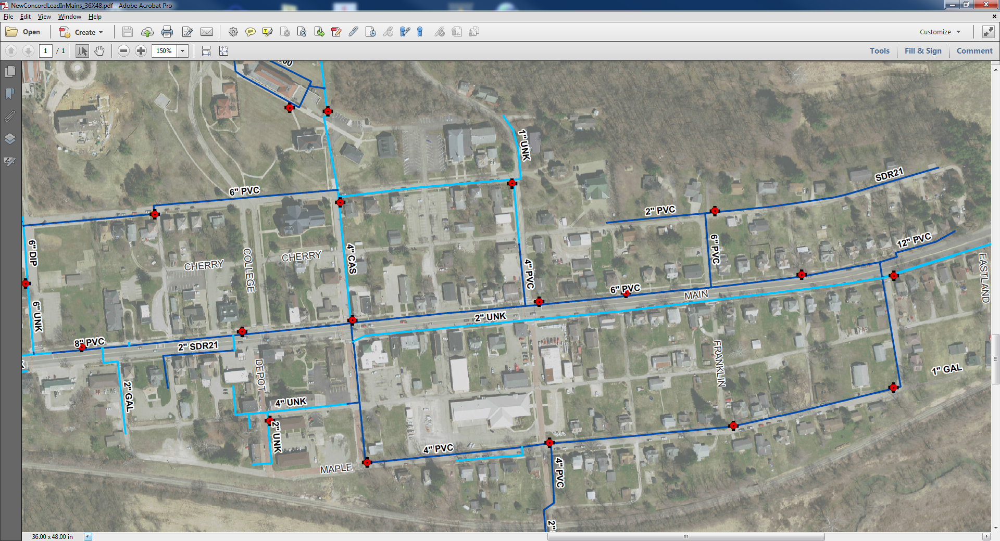 NewConcordLeadInMains_36X48.pdf - Adobe Acrobat Pro
File Edit View Window Help
Open Create Customize
1 / 1 150% Tools Fill & Sign Comment
1" UNK
SDR21
6" PVC
2" PVC
6" DIP
CHERRY
COLLEGE
CHERRY
4" CAS
4" PVC
6" PVC
12" PVC
EASTLAND
6" UNK
6" PVC
MAIN
2" UNK
8" PVC
2" SDR21
DEPOT
FRANKLIN
1" GAL
2" GAL
4" UNK
2" UNK
4" PVC
MAPLE
4" PVC
2"
36.00 x 48.00 in